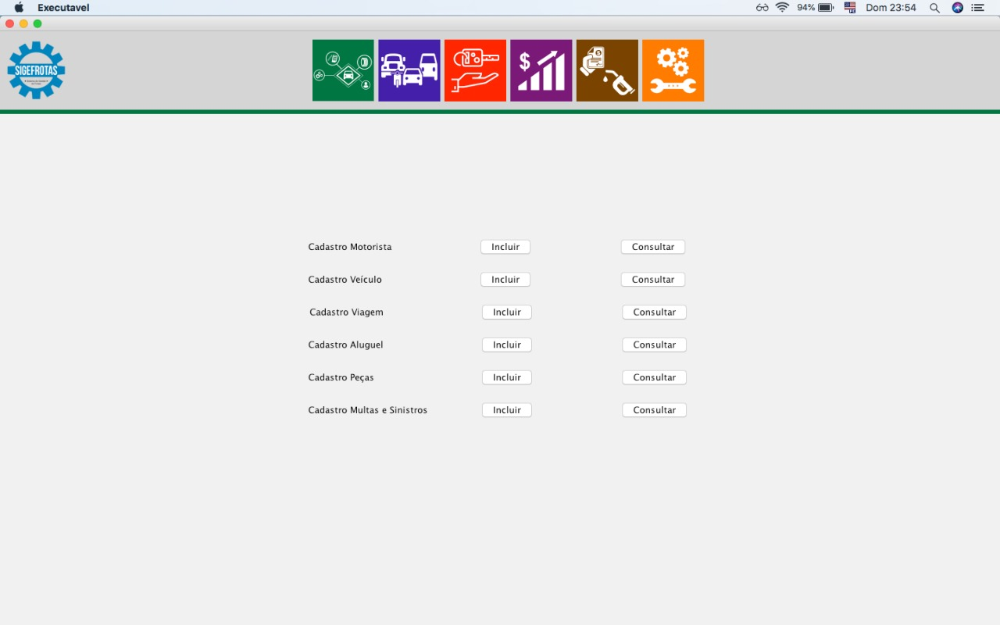 Executavel
94%
Dom 23:54
SIGEFROTAS
Cadastro Motorista Incluir Consultar
Cadastro Veículo Incluir Consultar
Cadastro Viagem Incluir Consultar
Cadastro Aluguel Incluir Consultar
Cadastro Peças Incluir Consultar
Cadastro Multas e Sinistros Incluir Consultar